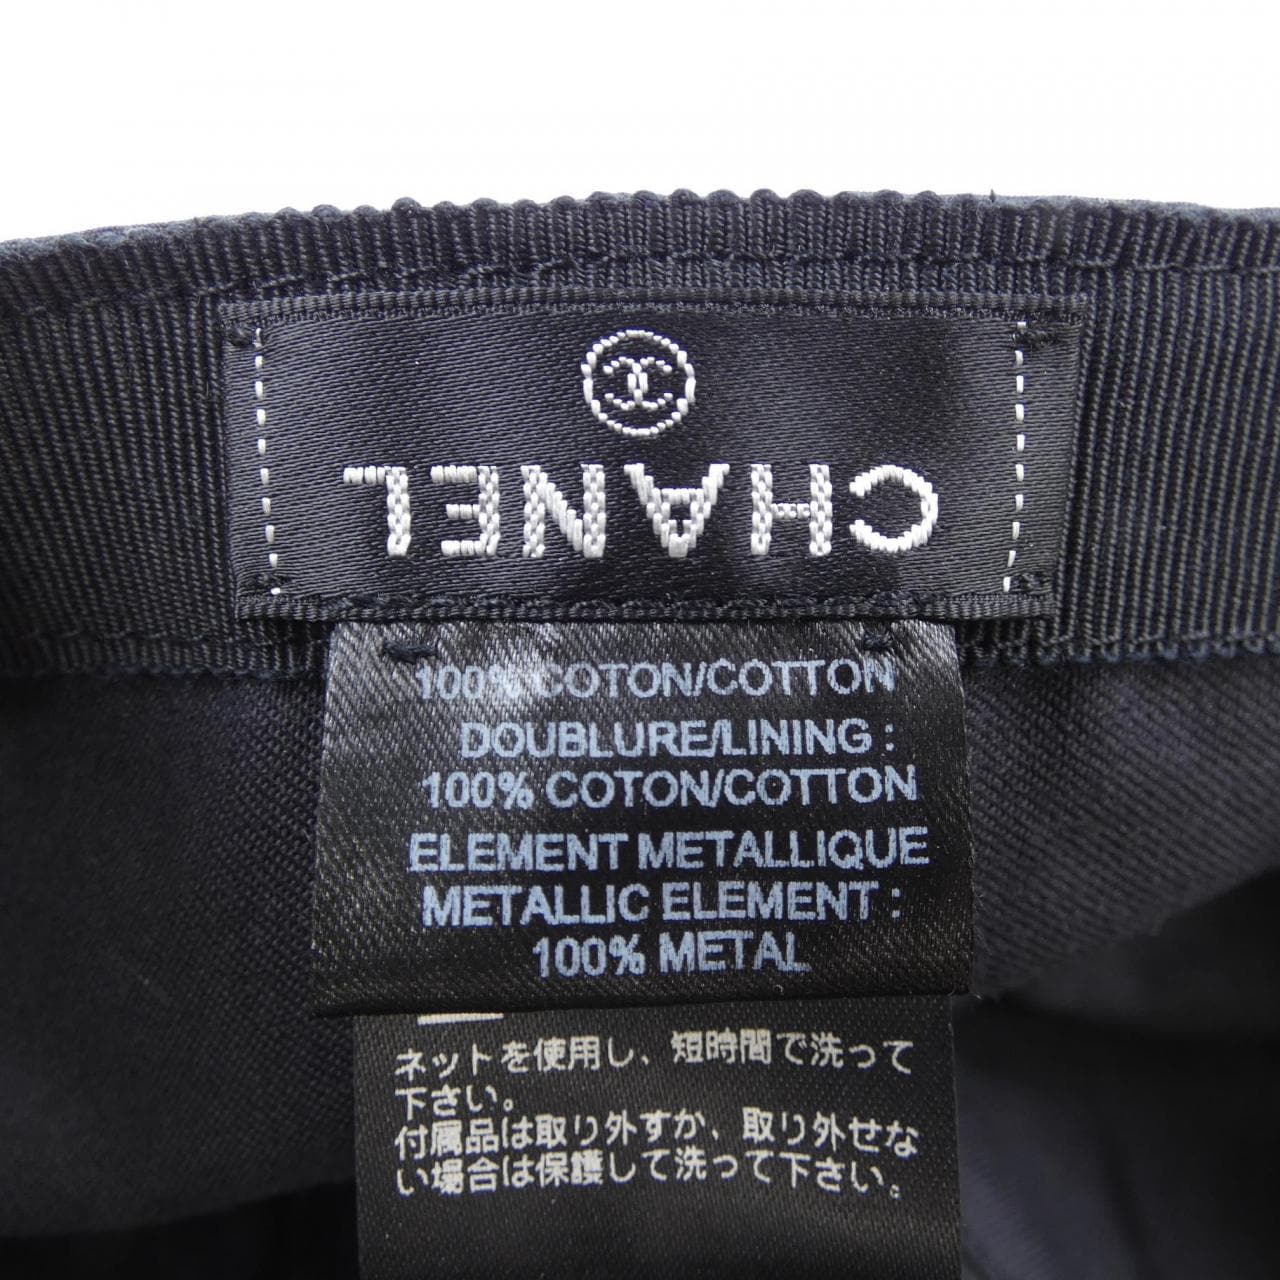 CHANEL
100% COTON/COTTON
DOUBLURE/LINING :
100% COTON/COTTON
ELEMENT METALLIQUE
METALLIC ELEMENT :
100% METAL
ネットを使用し、短時間で洗って
下さい。
付属品は取り外すか、取り外せな
い場合は保護して洗って下さい。